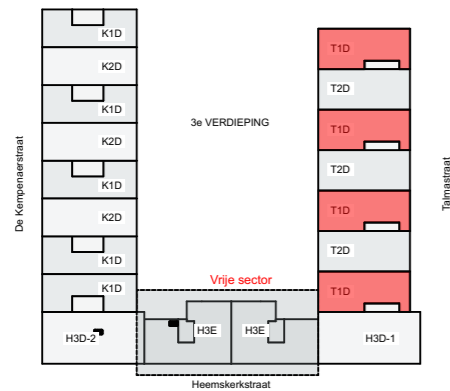 K1D
K2D
K1D
K2D
K1D
K2D
K1D
K1D
H3D-2
De Kempenaerstraat
3e VERDIEPING
Vrije sector
H3E
H3E
Heemskerkstraat
T1D
T2D
T1D
T2D
T1D
T2D
T1D
H3D-1
Talmastraat